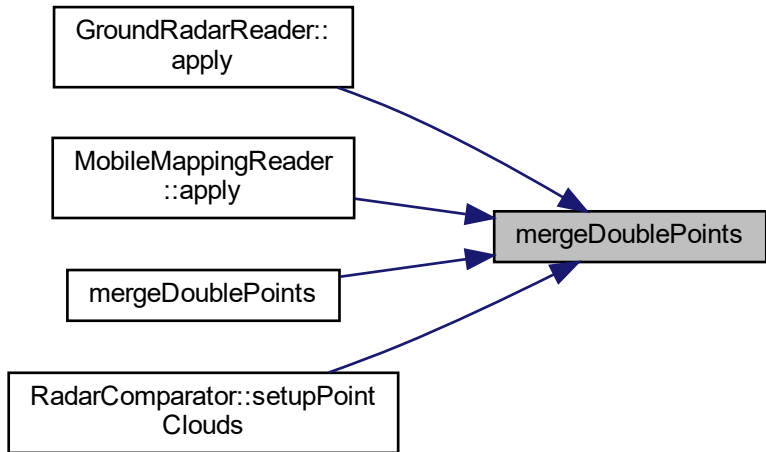 GroundRadarReader::
apply
MobileMappingReader
::apply
mergeDoublePoints
mergeDoublePoints
RadarComparator::setupPoint
Clouds